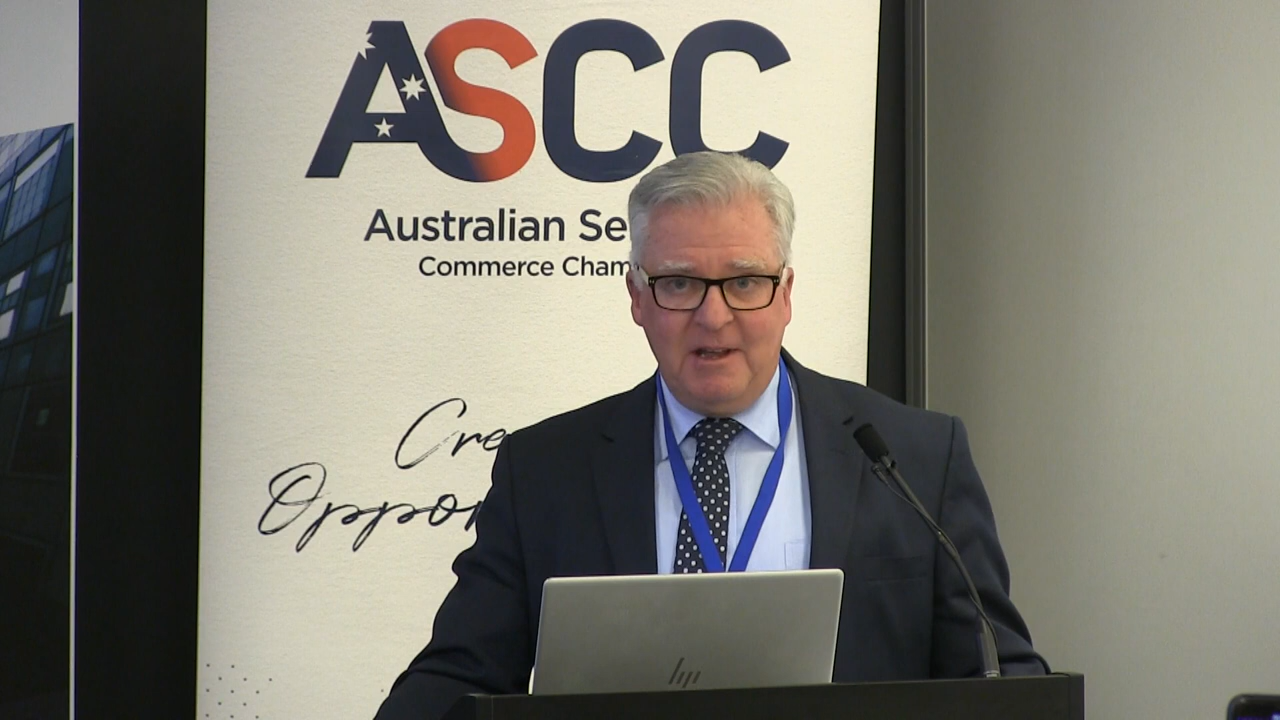 ASCC
Australian Se
Commerce Cham
Cre
Oppor
hp